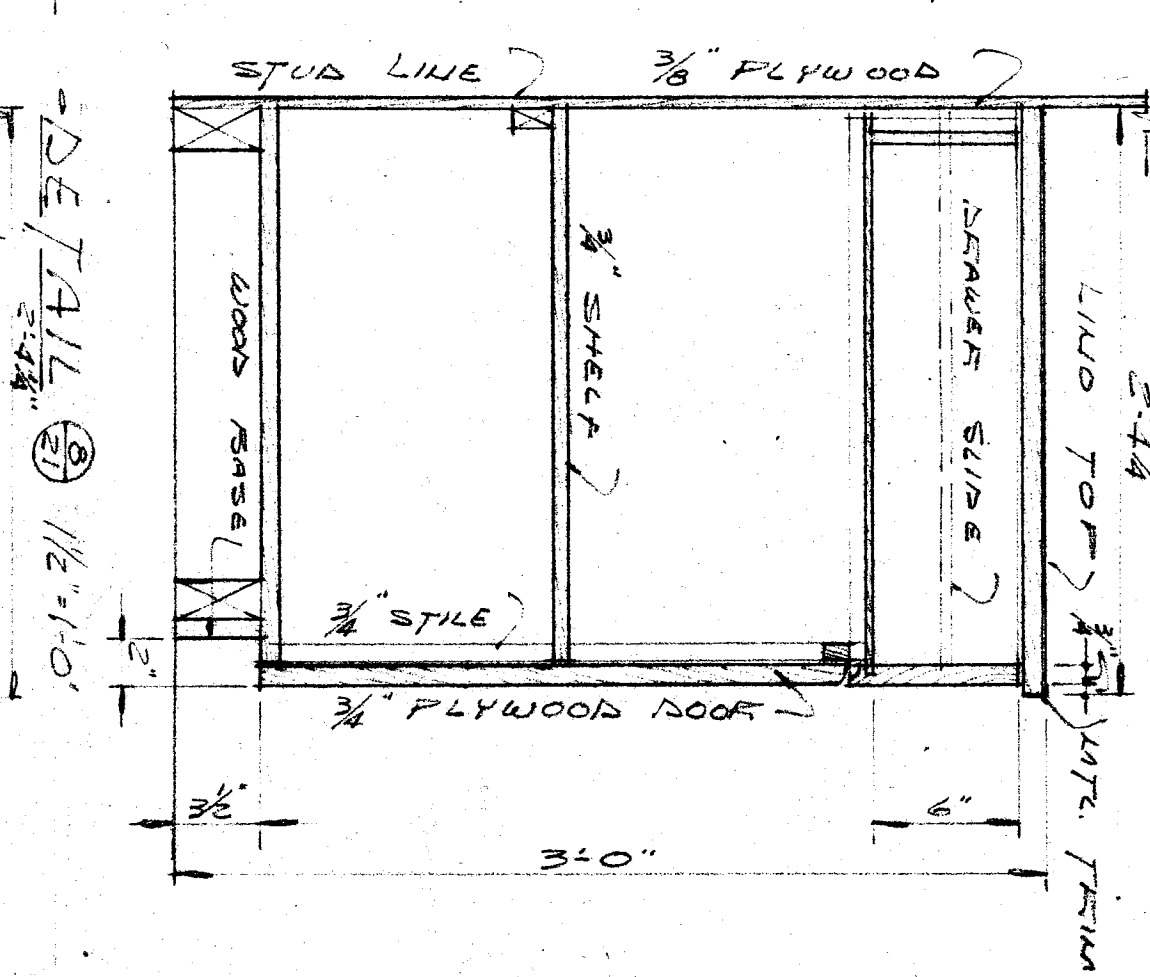 STUD LINE
3/8" PLYWOOD
DRAWER SLIDE
LINO TOP
3/4" SHELF
WOOD BASE
3/4" STILE
3/4" PLYWOOD DOOR
3/4"
TRIM
2"
3 1/2"
6"
3'-0"
2'-4 1/4"
-DETAIL 8/21 1 1/2"=1'-0"